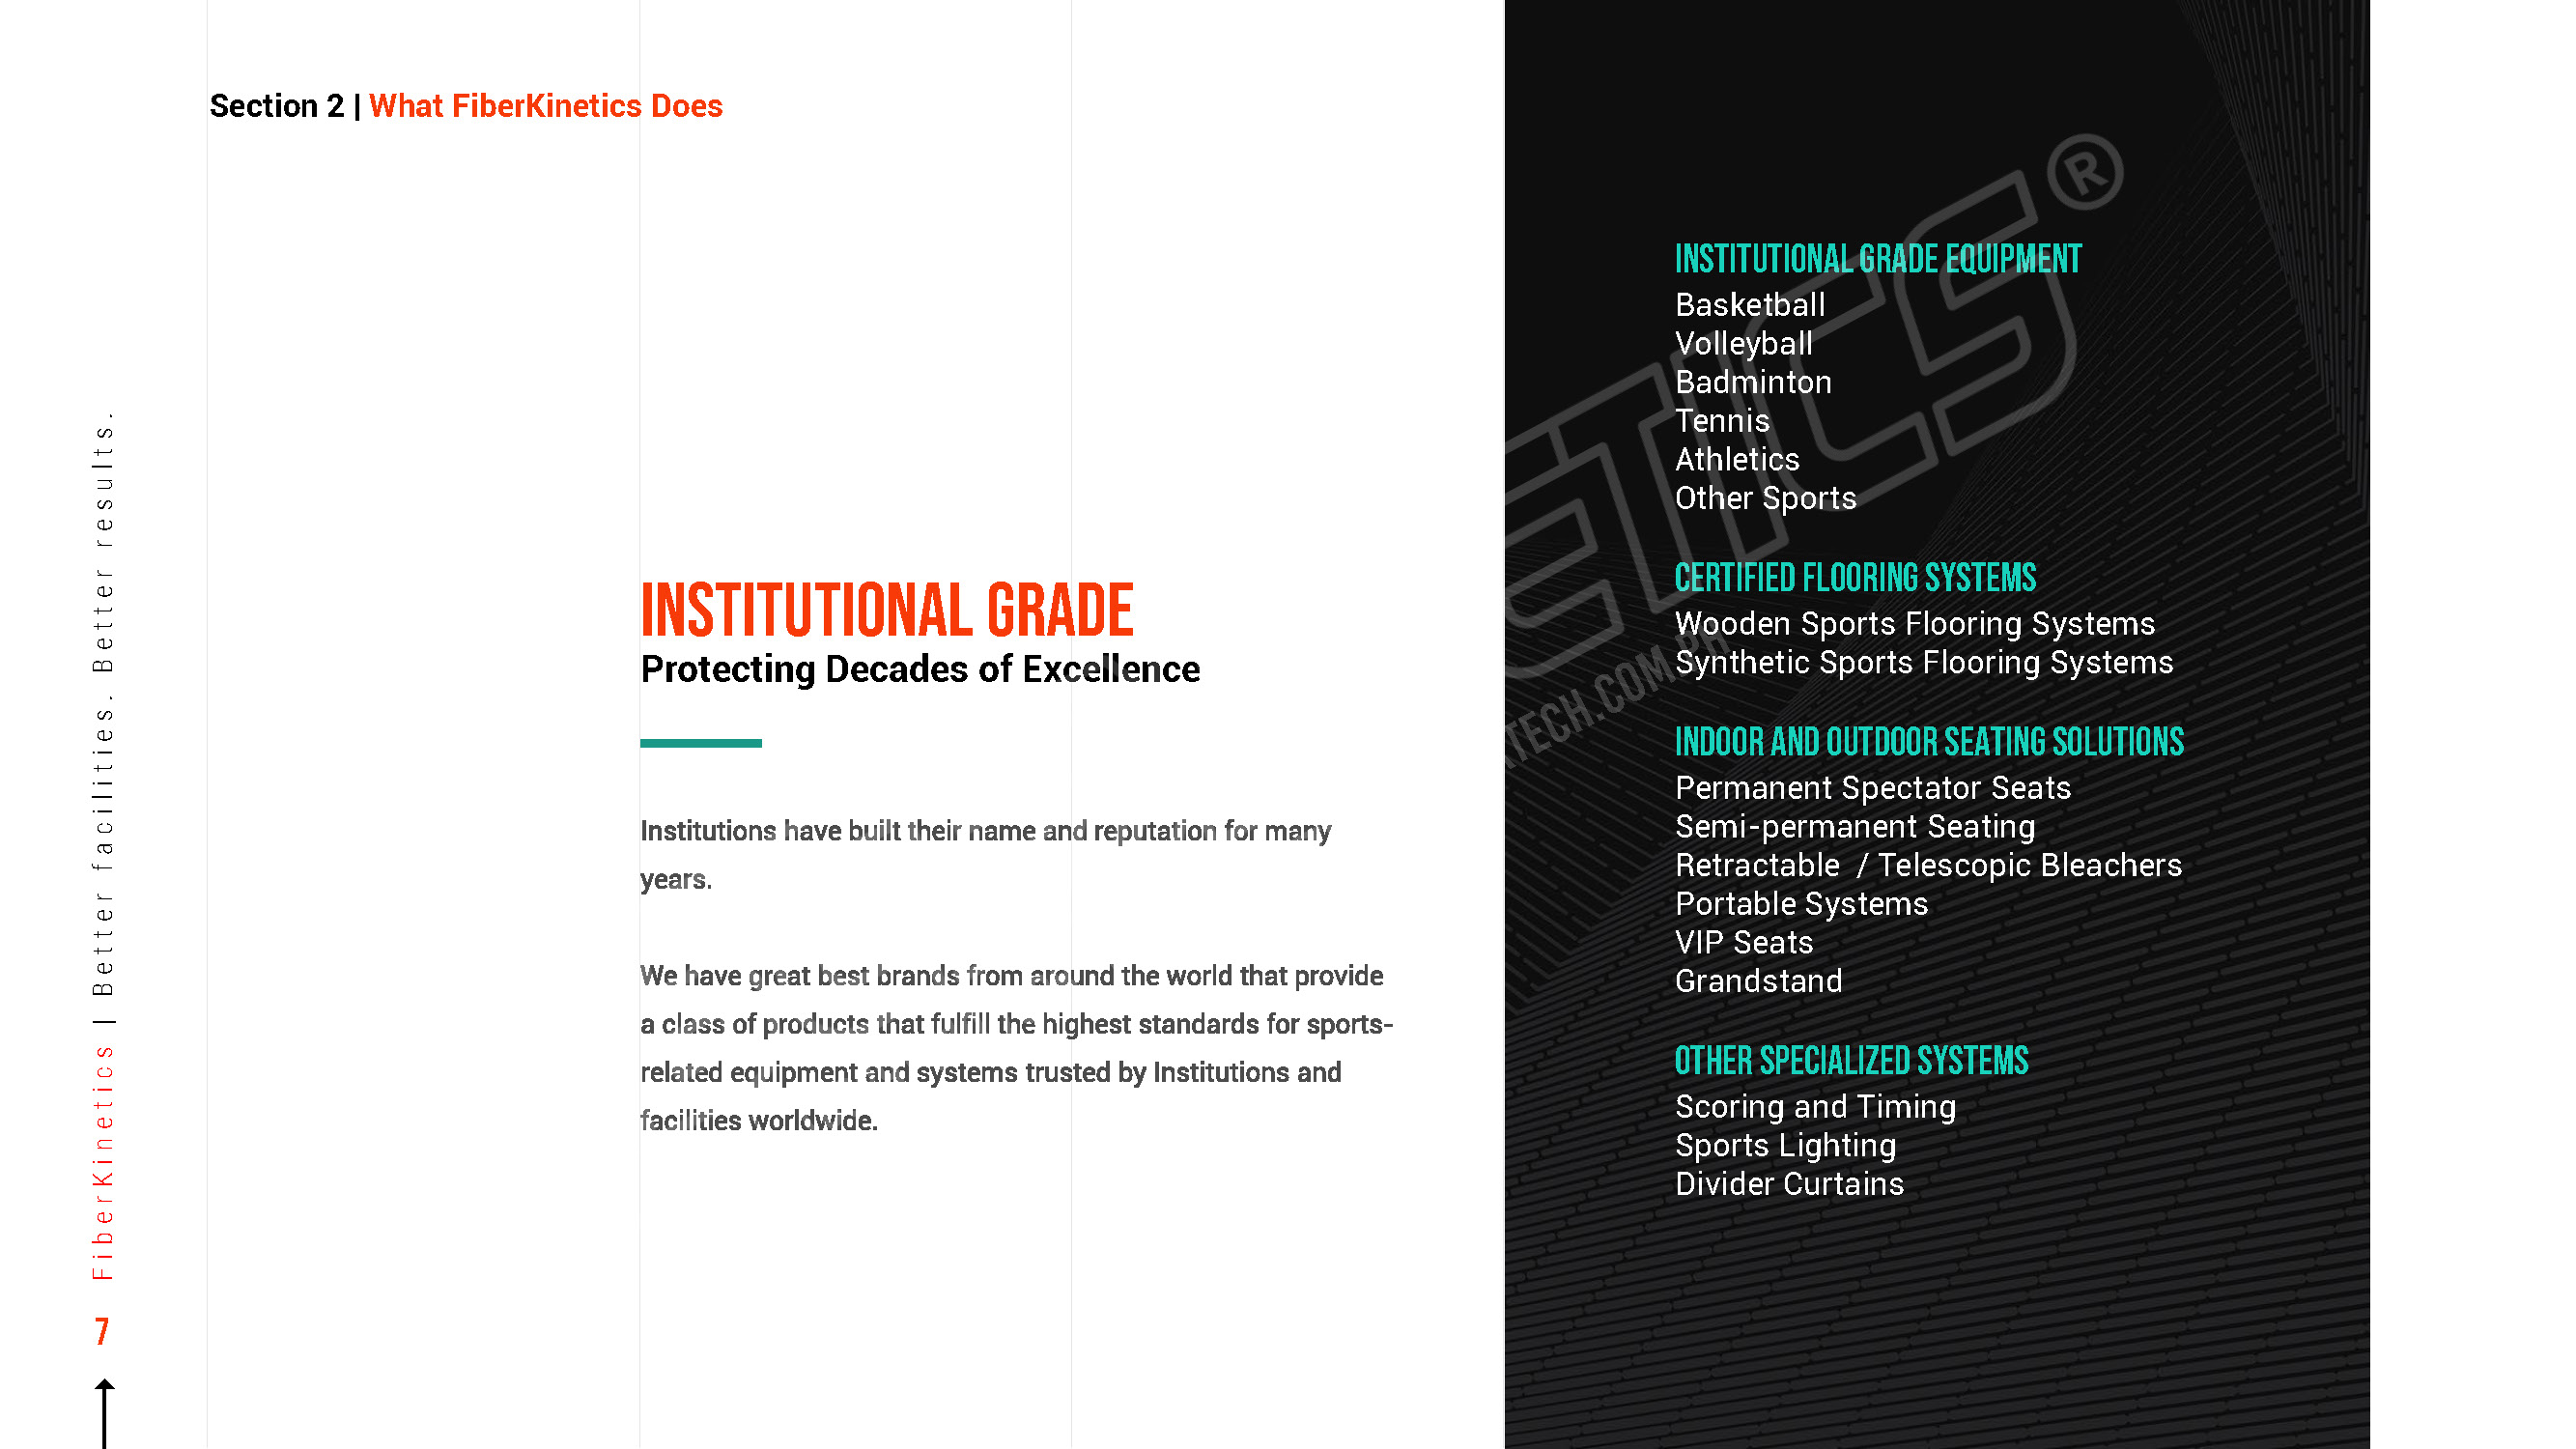 Section 2 | What FiberKinetics Does
INSTITUTIONAL GRADE
Protecting Decades of Excellence
Institutions have built their name and reputation for many
years.
We have great best brands from around the world that provide
a class of products that fulfill the highest standards for sports-
related equipment and systems trusted by Institutions and
facilities worldwide.
INSTITUTIONAL GRADE EQUIPMENT
Basketball
Volleyball
Badminton
Tennis
Athletics
Other Sports
CERTIFIED FLOORING SYSTEMS
Wooden Sports Flooring Systems
Synthetic Sports Flooring Systems
INDOOR AND OUTDOOR SEATING SOLUTIONS
Permanent Spectator Seats
Semi-permanent Seating
Retractable / Telescopic Bleachers
Portable Systems
VIP Seats
Grandstand
OTHER SPECIALIZED SYSTEMS
Scoring and Timing
Sports Lighting
Divider Curtains
ETICS®
TECH.COM.PH
FiberKinetics | Better facilities. Better results.
7